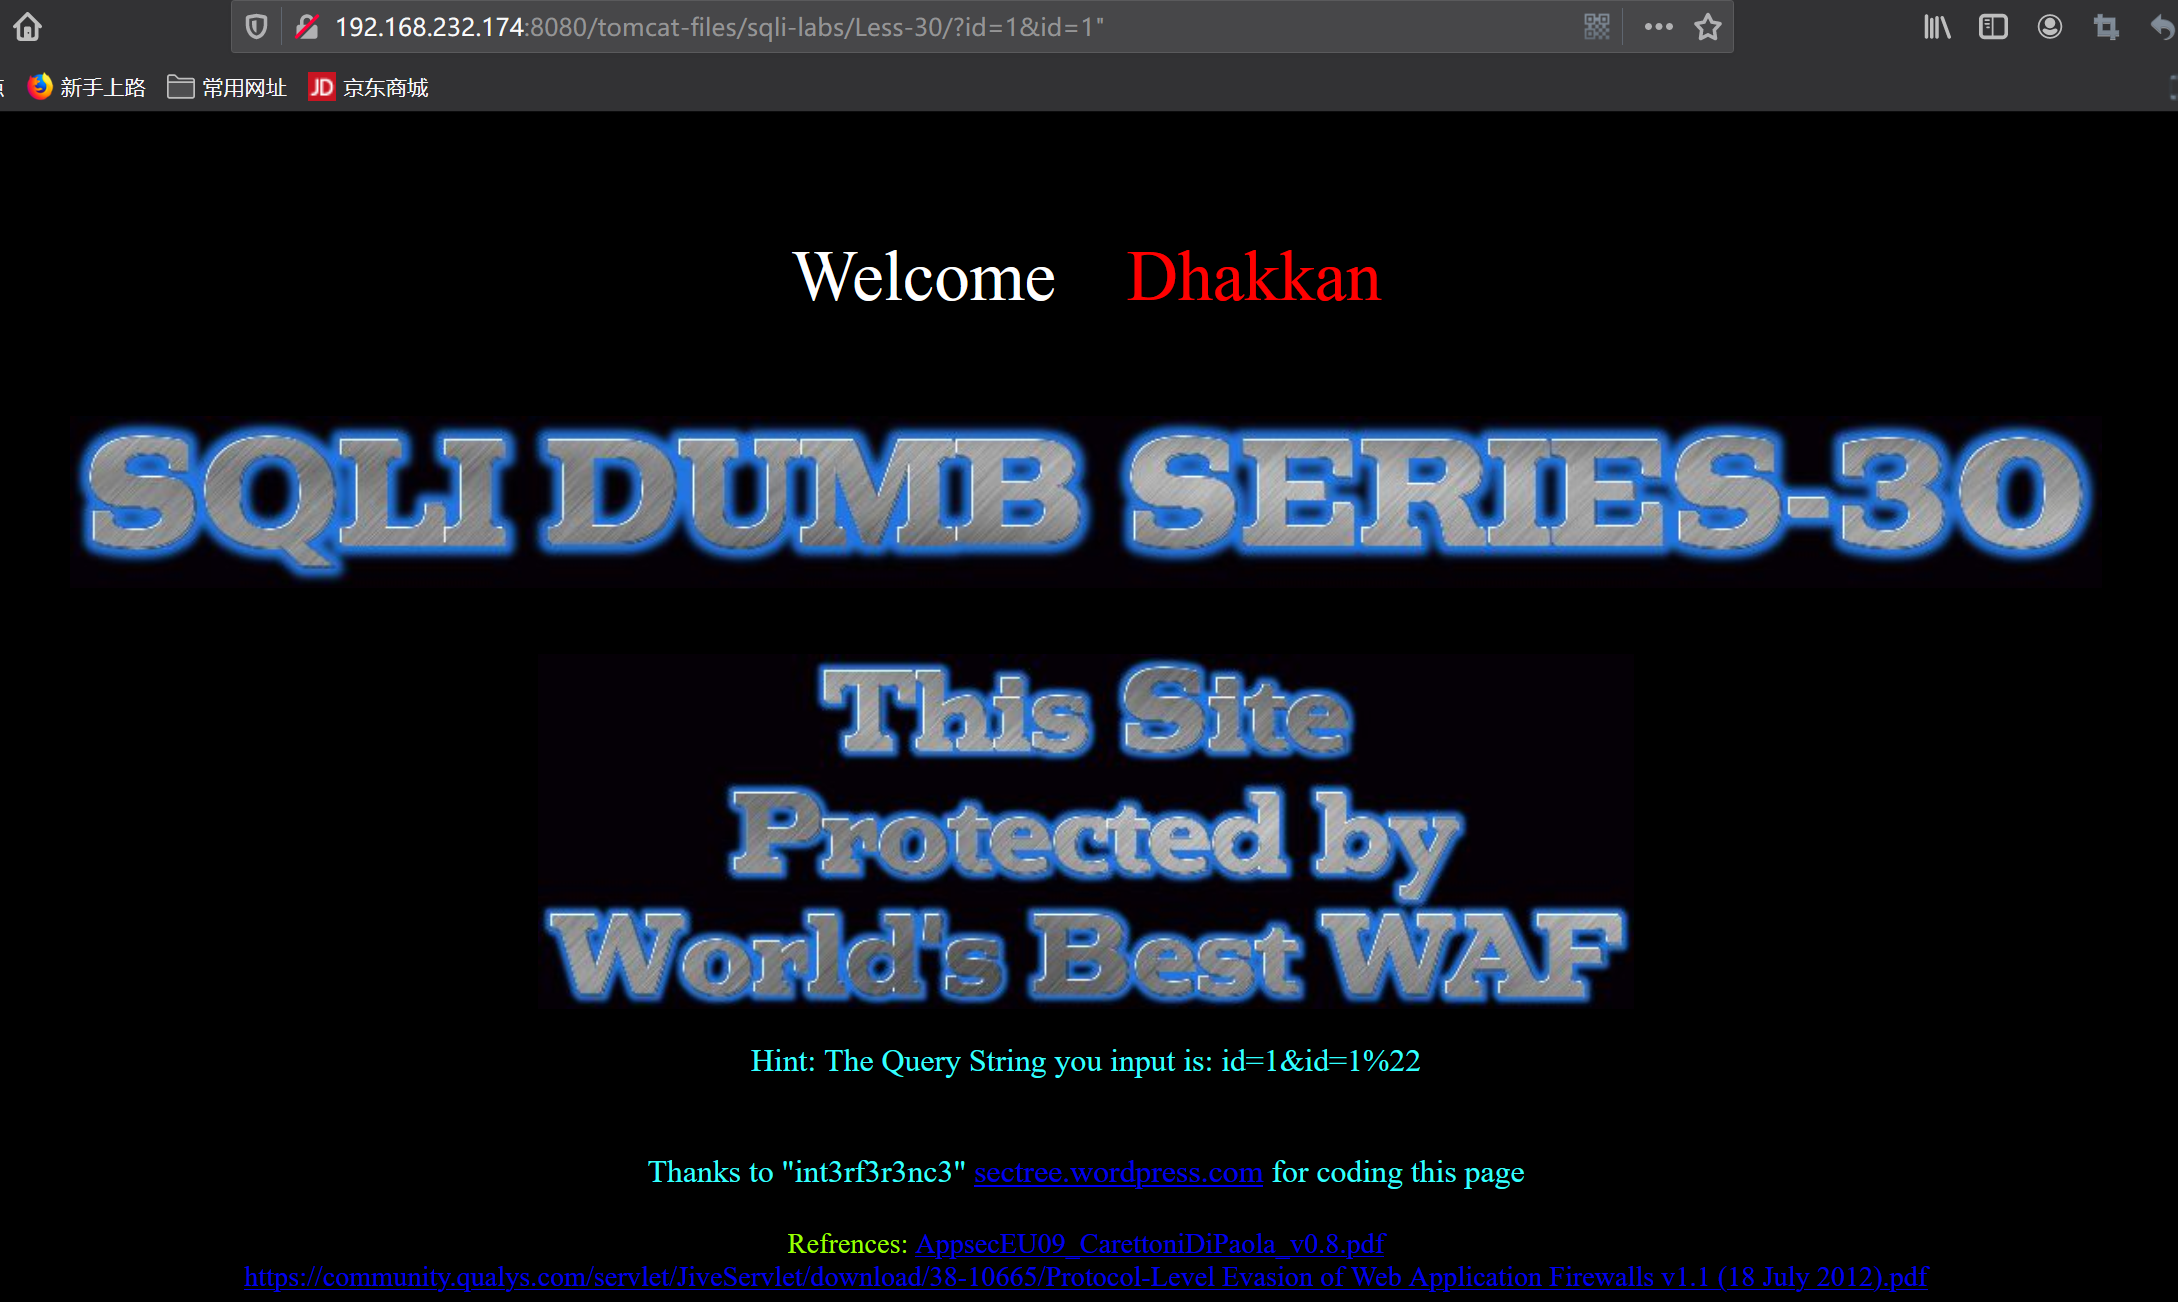 192.168.232.174:8080/tomcat-files/sqli-labs/Less-30/?id=1&id=1"
新手上路 常用网址 JD 京东商城
Welcome Dhakkan
SQLI DUMB SERIES-30
This Site
Protected by
World's Best WAF
Hint: The Query String you input is: id=1&id=1%22
Thanks to "int3rf3r3nc3" sectree.wordpress.com for coding this page
Refrences: AppsecEU09_CarettoniDiPaola_v0.8.pdf
https://community.qualys.com/servlet/JiveServlet/download/38-10665/Protocol-Level Evasion of Web Application Firewalls v1.1 (18 July 2012).pdf